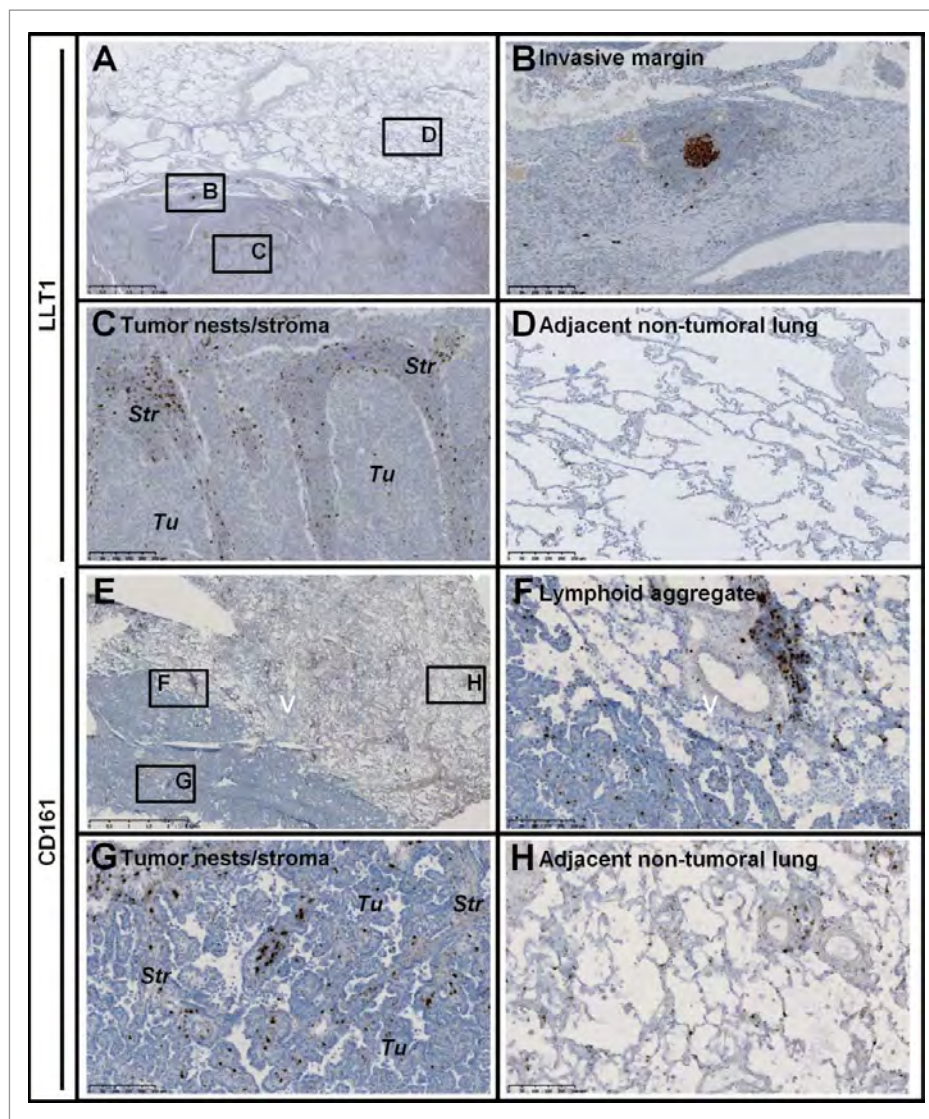 LLT1
A
D
B
C
B Invasive margin
C Tumor nests/stroma
Str
Str
Tu
Tu
D Adjacent non-tumoral lung
CD161
E
F
H
V
G
F Lymphoid aggregate
V
G Tumor nests/stroma
Tu
Str
Str
Tu
H Adjacent non-tumoral lung